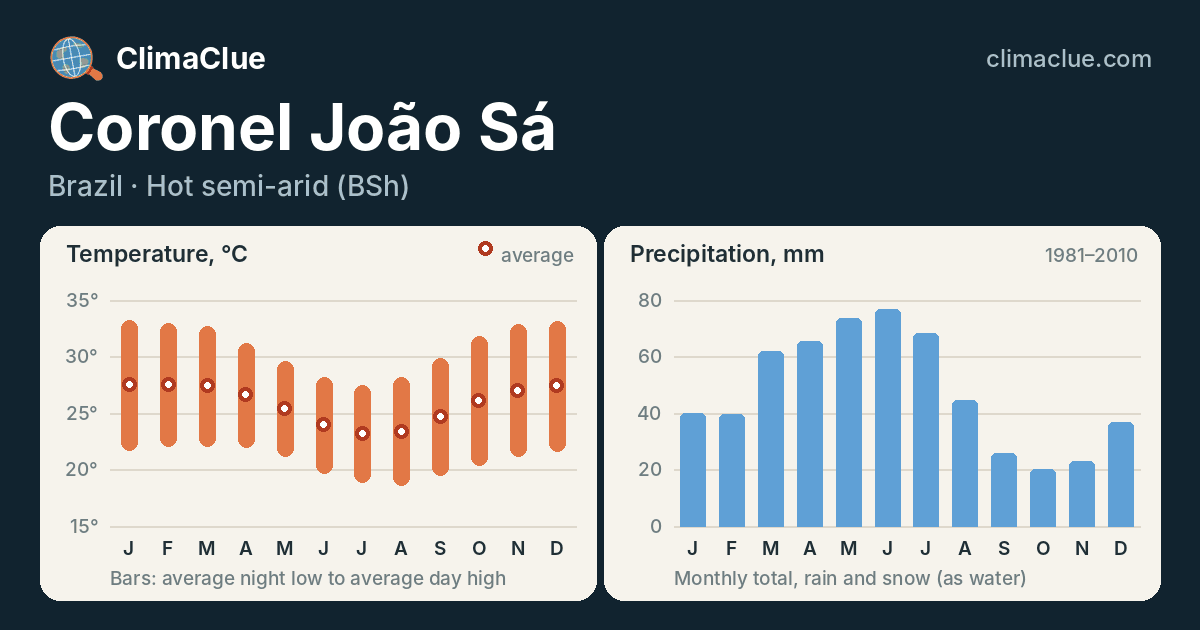 ClimaClue
climaclue.com
Coronel João Sá
Brazil · Hot semi-arid (BSh)
Temperature, °C
average
35°
30°
25°
20°
15°
J F M A M J J A S O N D
Bars: average night low to average day high
Precipitation, mm
1981–2010
80
60
40
20
0
J F M A M J J A S O N D
Monthly total, rain and snow (as water)